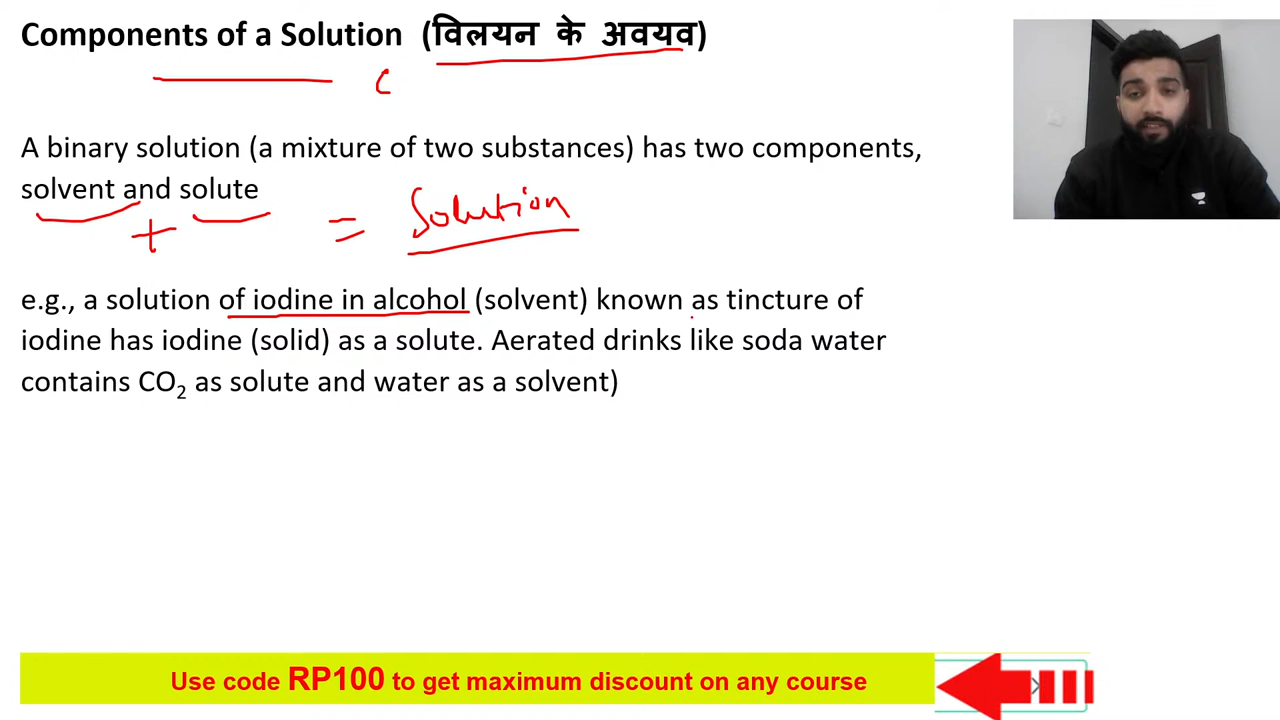 Components of a Solution (विलयन के अवयव)
C
A binary solution (a mixture of two substances) has two components,
solvent and solute
+ = Solution
e.g., a solution of iodine in alcohol (solvent) known as tincture of
iodine has iodine (solid) as a solute. Aerated drinks like soda water
contains CO₂ as solute and water as a solvent)
Use code RP100 to get maximum discount on any course